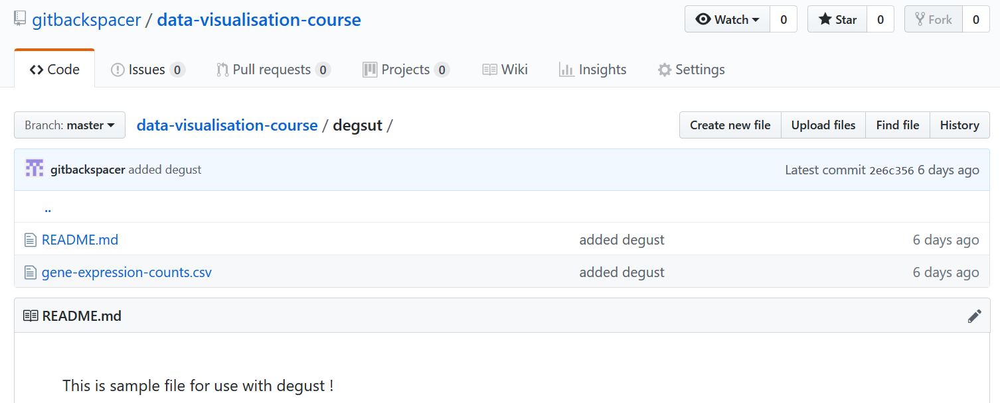 gitbackspacer / data-visualisation-course
Watch 0 Star 0 Fork 0
Code Issues 0 Pull requests 0 Projects 0 Wiki Insights Settings
Branch: master data-visualisation-course / degsut / Create new file Upload files Find file History
gitbackspacer added degust Latest commit 2e6c356 6 days ago
..
README.md added degust 6 days ago
gene-expression-counts.csv added degust 6 days ago
README.md
This is sample file for use with degust !